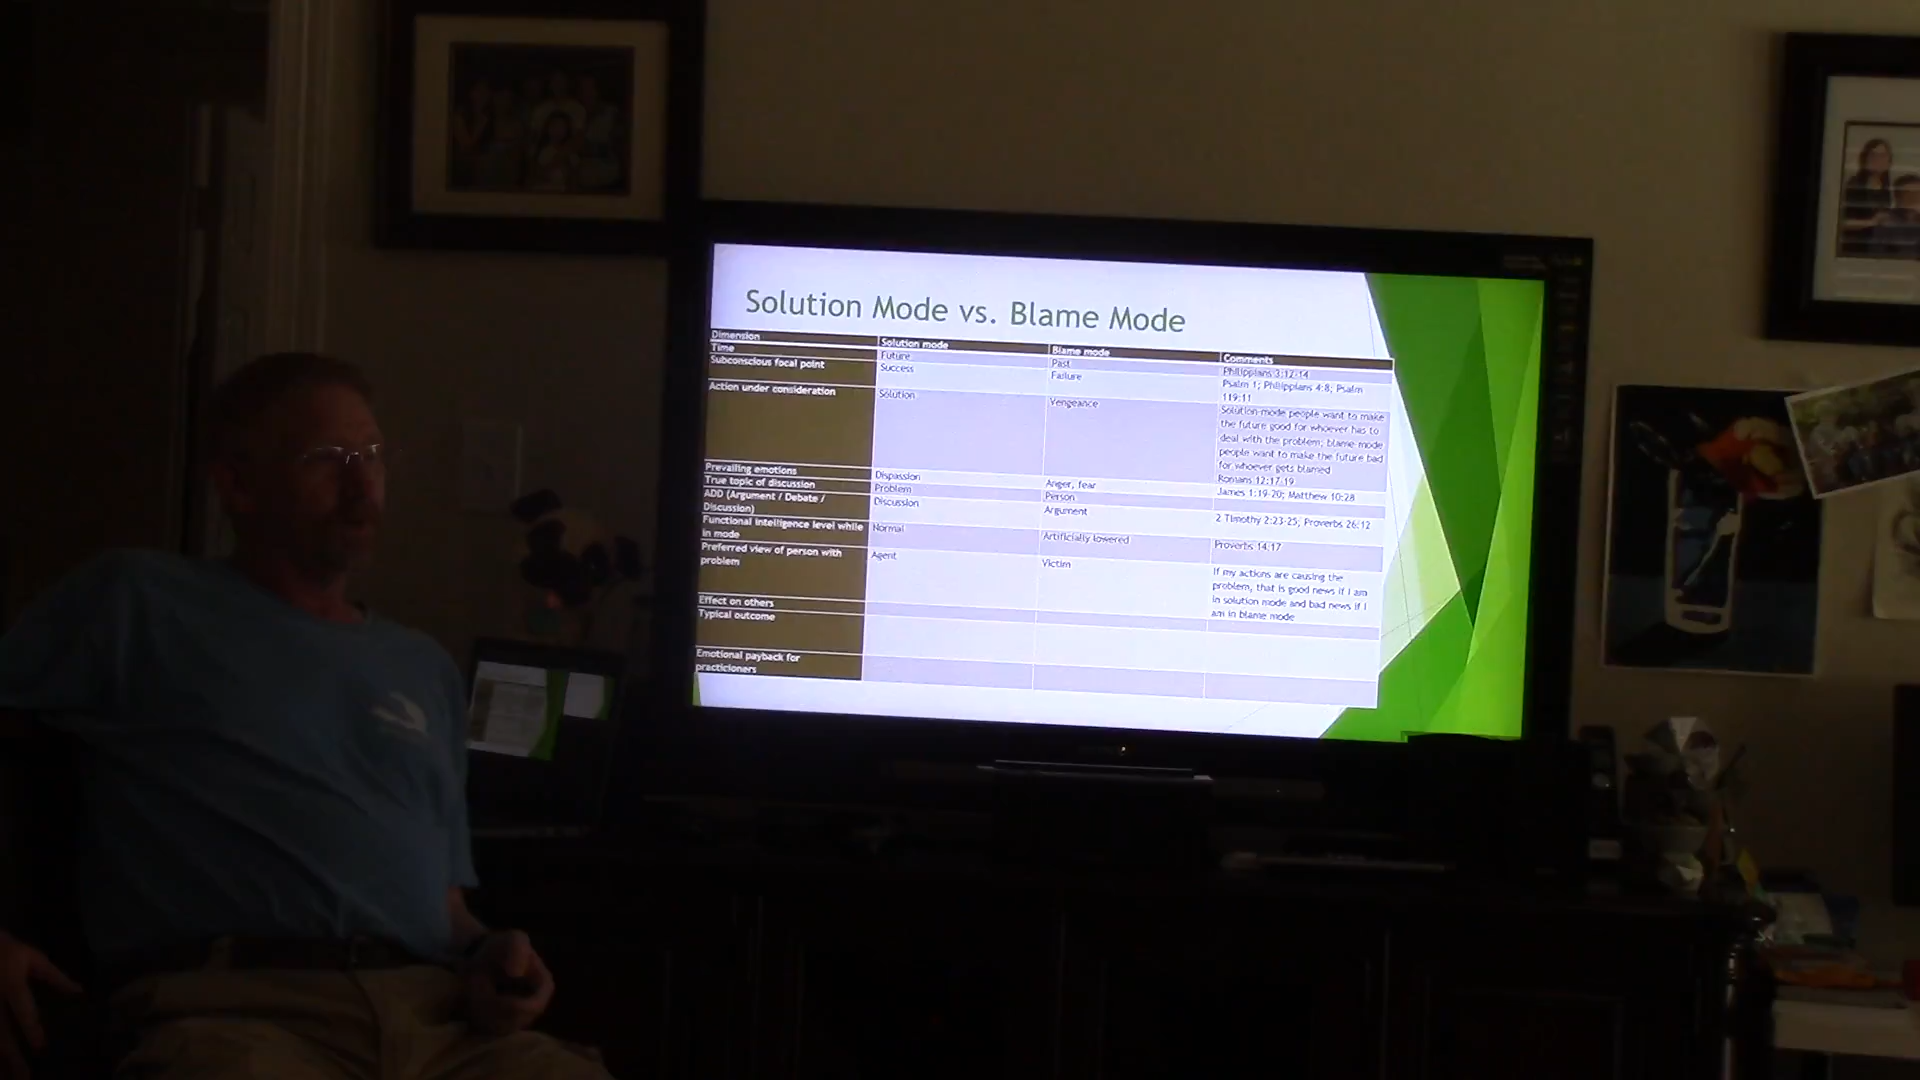 Solution Mode vs. Blame Mode
Dimension Solution mode Blame mode Comments
Time Future Past Philippians 3:12-14
Subconscious focal point Success Failure Psalm 1; Philippians 4:8; Psalm
119:11
Action under consideration Solution Vengeance Solution-mode people want to make
the future good for whoever has to
deal with the problem; blame-mode
people want to make the future bad
for whoever gets blamed
Romans 12:17-19
Prevailing emotions Dispassion Anger, fear James 1:19-20; Matthew 10:28
True topic of discussion Problem Person
ADD (Argument / Debate / Discussion Argument 2 Timothy 2:23-25; Proverbs 26:12
Discussion)
Functional intelligence level while Normal Artificially lowered Proverbs 14:17
in mode
Preferred view of person with Agent Victim If my actions are causing the
problem problem, that is good news if I am
in solution mode and bad news if I
am in blame mode
Effect on others
Typical outcome
Emotional payback for
practicioners